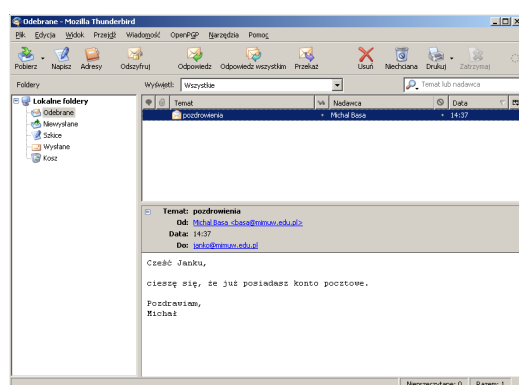 Odebrane - Mozilla Thunderbird
Plik Edycja Widok Przejdź Wiadomość OpenPGP Narzędzia Pomoc
Pobierz Napisz Adresy Odszyfruj Odpowiedz Odpowiedz wszystkim Przekaż Usuń Niechciana Drukuj Zatrzymaj
Foldery Wyświetl: Wszystkie Temat lub nadawca
Lokalne foldery Temat Nadawca Data
Odebrane pozdrowienia Michał Basa 14:37
Niewysłane
Szkice
Wysłane
Kosz
Temat: pozdrowienia
Od: Michal Basa <basa@mimuw.edu.pl>
Data: 14:37
Do: janko@mimuw.edu.pl
Cześć Janku,
cieszę się, że już posiadasz konto pocztowe.
Pozdrawiam,
Michał
Nieprzeczytane: 0 Razem: 1